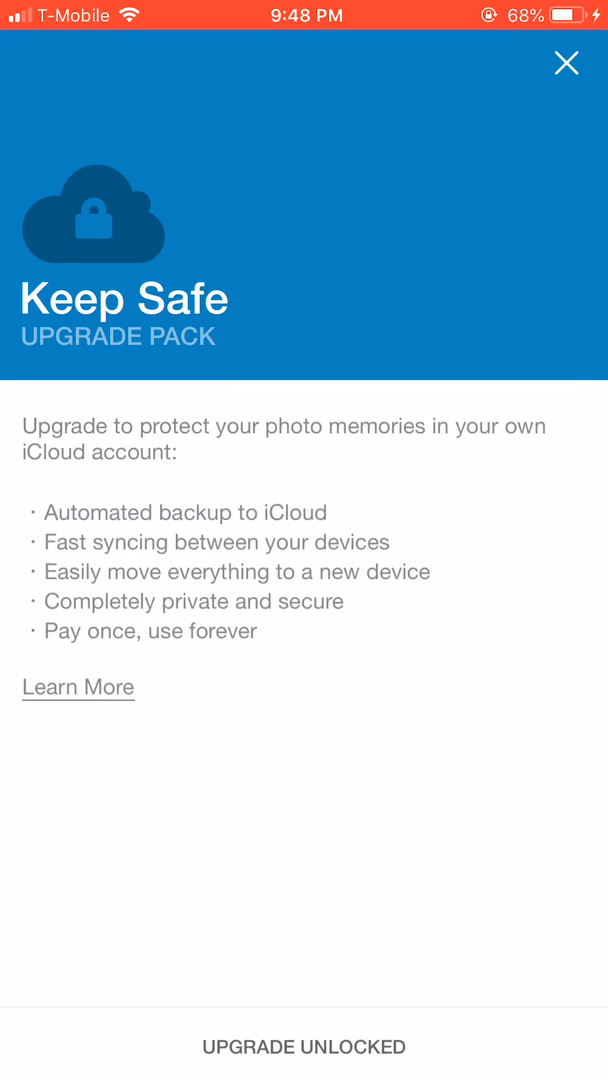 T-Mobile 9:48 PM 68%
Keep Safe
UPGRADE PACK
Upgrade to protect your photo memories in your own
iCloud account:
· Automated backup to iCloud
· Fast syncing between your devices
· Easily move everything to a new device
· Completely private and secure
· Pay once, use forever
Learn More
UPGRADE UNLOCKED